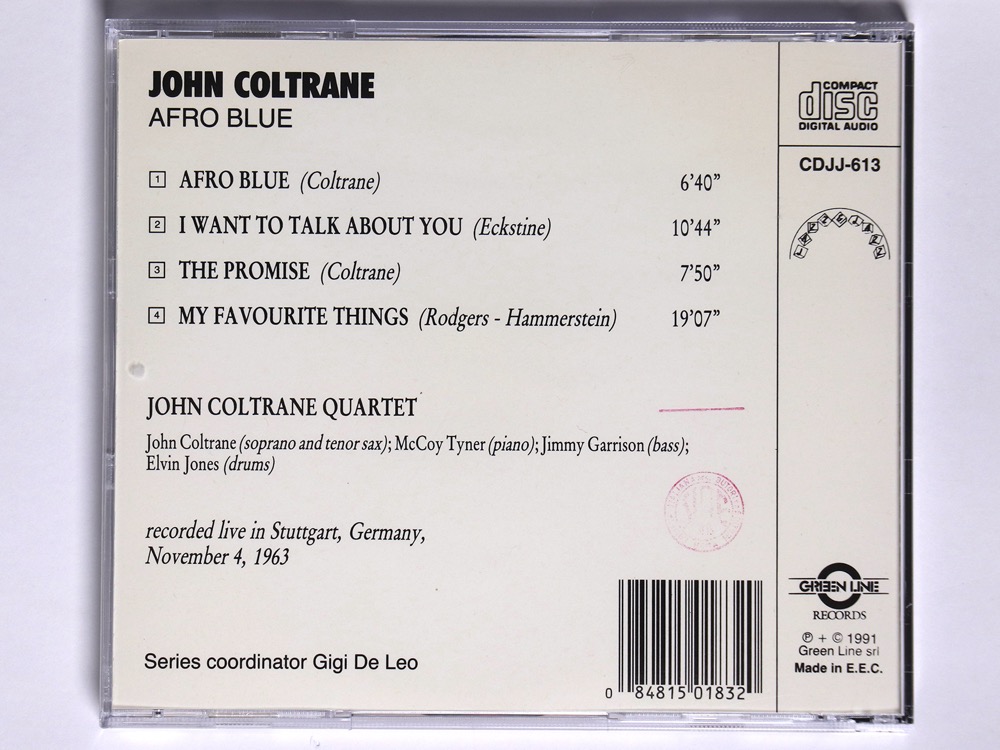 JOHN COLTRANE
AFRO BLUE
1 AFRO BLUE (Coltrane) 6'40"
2 I WANT TO TALK ABOUT YOU (Eckstine) 10'44"
3 THE PROMISE (Coltrane) 7'50"
4 MY FAVOURITE THINGS (Rodgers - Hammerstein) 19'07"
JOHN COLTRANE QUARTET
John Coltrane (soprano and tenor sax); McCoy Tyner (piano); Jimmy Garrison (bass);
Elvin Jones (drums)
recorded live in Stuttgart, Germany,
November 4, 1963
Series coordinator Gigi De Leo
0 84815 01832
COMPACT
disc
DIGITAL AUDIO
CDJJ-613
GREEN LINE
RECORDS
℗ + © 1991
Green Line srl
Made in E.E.C.